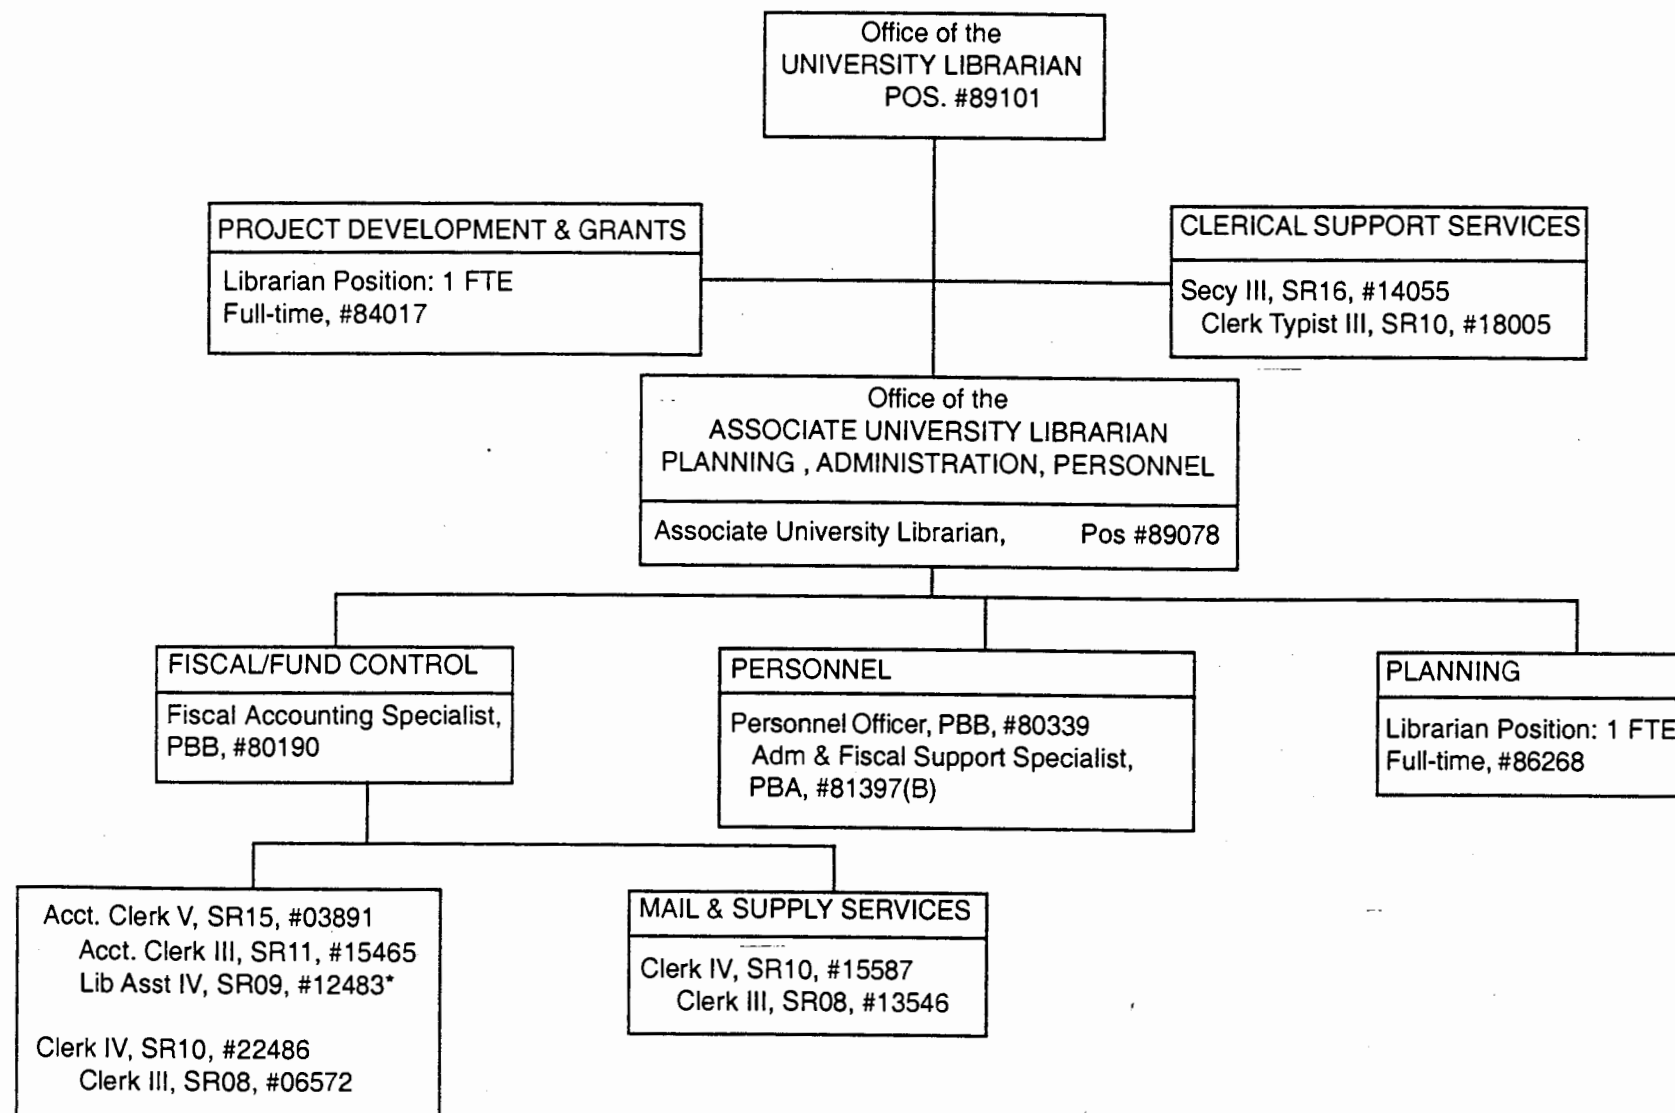 Office of the
UNIVERSITY LIBRARIAN
POS. #89101
PROJECT DEVELOPMENT & GRANTS
Librarian Position: 1 FTE
Full-time, #84017
CLERICAL SUPPORT SERVICES
Secy III, SR16, #14055
Clerk Typist III, SR10, #18005
Office of the
ASSOCIATE UNIVERSITY LIBRARIAN
PLANNING , ADMINISTRATION, PERSONNEL
Associate University Librarian, Pos #89078
FISCAL/FUND CONTROL
Fiscal Accounting Specialist,
PBB, #80190
PERSONNEL
Personnel Officer, PBB, #80339
Adm & Fiscal Support Specialist,
PBA, #81397(B)
PLANNING
Librarian Position: 1 FTE
Full-time, #86268
Acct. Clerk V, SR15, #03891
Acct. Clerk III, SR11, #15465
Lib Asst IV, SR09, #12483*
Clerk IV, SR10, #22486
Clerk III, SR08, #06572
MAIL & SUPPLY SERVICES
Clerk IV, SR10, #15587
Clerk III, SR08, #13546